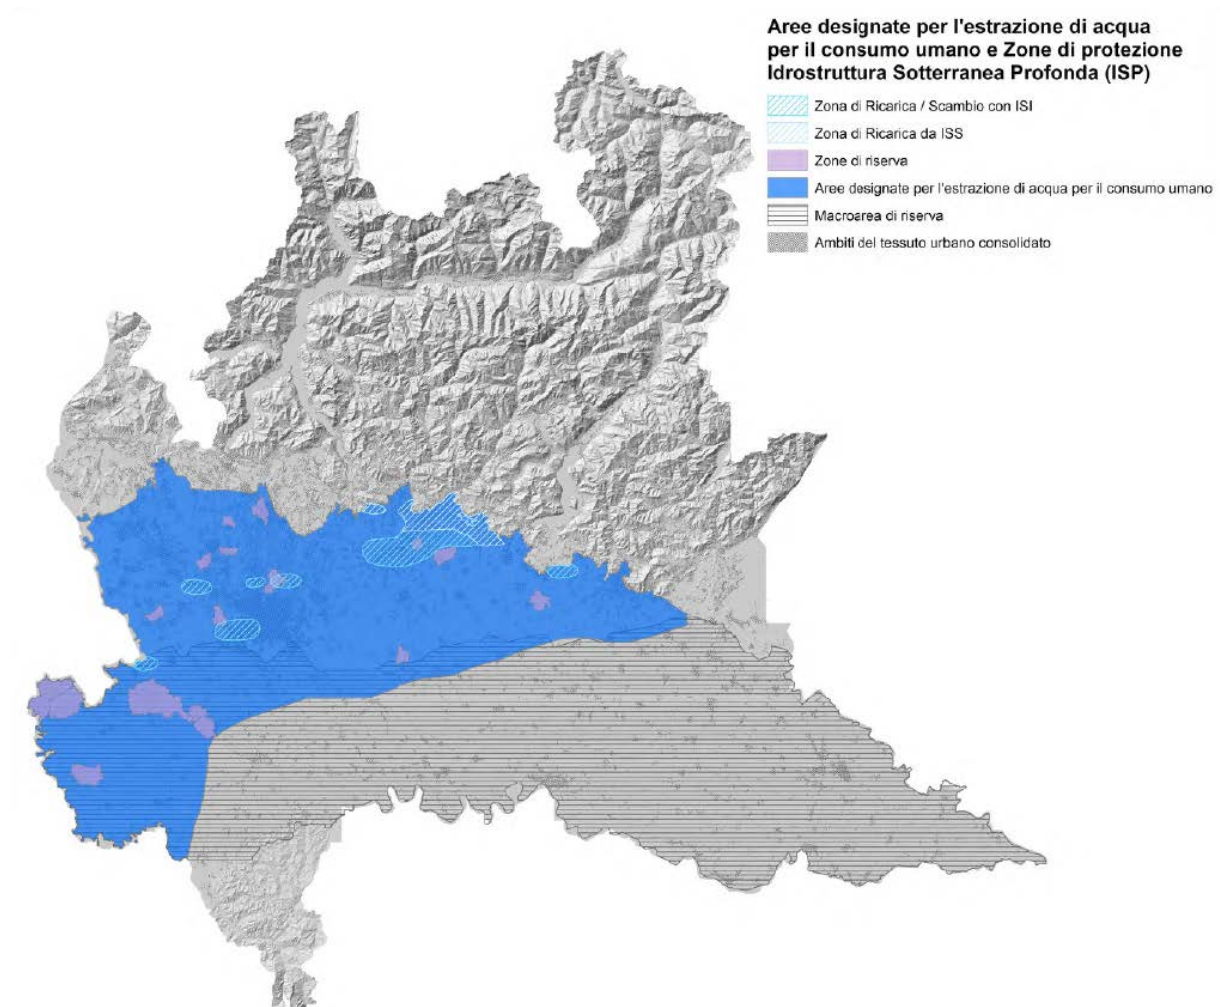 Aree designate per l'estrazione di acqua
per il consumo umano e Zone di protezione
Idrostruttura Sotterranea Profonda (ISP)
Zona di Ricarica / Scambio con ISI
Zona di Ricarica da ISS
Zone di riserva
Aree designate per l'estrazione di acqua per il consumo umano
Macroarea di riserva
Ambiti del tessuto urbano consolidato